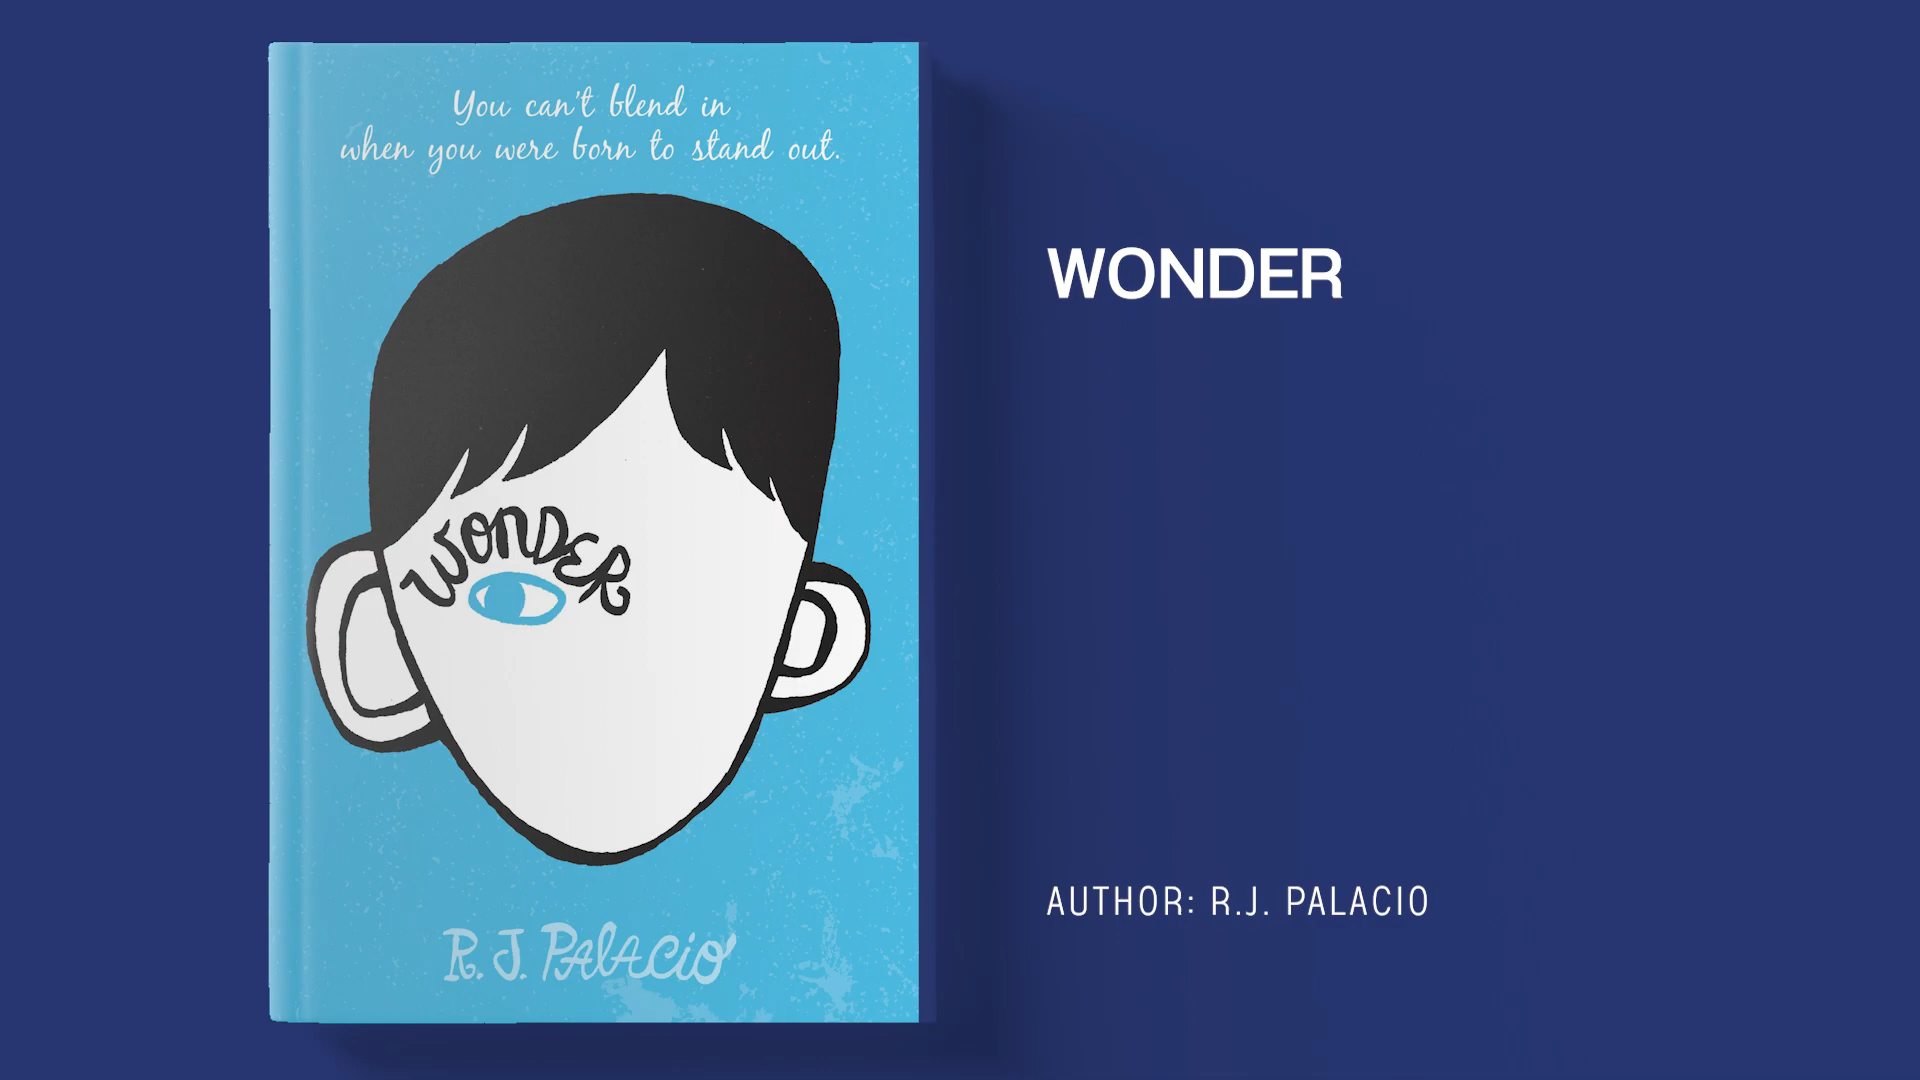 You can't blend in
when you were born to stand out.
WONDER
R. J. PALACIO
WONDER
AUTHOR: R.J. PALACIO